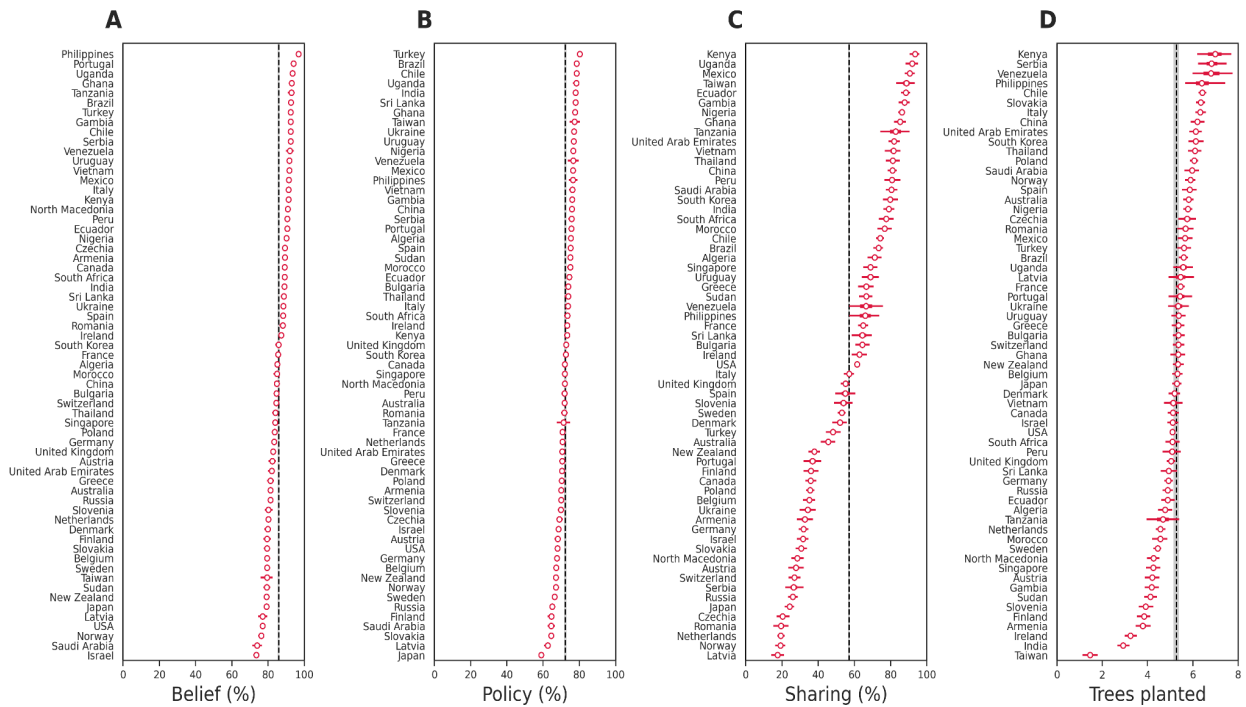 A
Philippines
Portugal
Uganda
Ghana
Tanzania
Brazil
Turkey
Gambia
Chile
Serbia
Venezuela
Uruguay
Vietnam
Mexico
Italy
Kenya
North Macedonia
Peru
Ecuador
Nigeria
Czechia
Armenia
Canada
South Africa
India
Sri Lanka
Ukraine
Spain
Romania
Ireland
South Korea
France
Algeria
Morocco
China
Bulgaria
Switzerland
Thailand
Singapore
Poland
Germany
United Kingdom
Austria
United Arab Emirates
Greece
Australia
Russia
Slovenia
Netherlands
Denmark
Finland
Slovakia
Belgium
Sweden
Taiwan
Sudan
New Zealand
Japan
Latvia
USA
Norway
Saudi Arabia
Israel
0 20 40 60 80 100
Belief (%)
B
Turkey
Brazil
Chile
Uganda
India
Sri Lanka
Ghana
Taiwan
Ukraine
Uruguay
Nigeria
Venezuela
Mexico
Philippines
Vietnam
Gambia
China
Serbia
Portugal
Algeria
Spain
Sudan
Morocco
Ecuador
Bulgaria
Thailand
Italy
South Africa
Ireland
Kenya
United Kingdom
South Korea
Canada
Singapore
North Macedonia
Peru
Australia
Romania
Tanzania
France
Netherlands
United Arab Emirates
Greece
Denmark
Poland
Armenia
Switzerland
Slovenia
Czechia
Israel
Austria
USA
Germany
Belgium
New Zealand
Norway
Sweden
Russia
Finland
Saudi Arabia
Slovakia
Latvia
Japan
0 20 40 60 80 100
Policy (%)
C
Kenya
Uganda
Mexico
Taiwan
Ecuador
Gambia
Nigeria
Ghana
Tanzania
United Arab Emirates
Vietnam
Thailand
China
Peru
Saudi Arabia
South Korea
India
South Africa
Morocco
Chile
Brazil
Algeria
Singapore
Uruguay
Greece
Sudan
Venezuela
Philippines
France
Sri Lanka
Bulgaria
Ireland
USA
Italy
United Kingdom
Spain
Slovenia
Sweden
Denmark
Turkey
Australia
New Zealand
Portugal
Finland
Canada
Poland
Belgium
Ukraine
Armenia
Germany
Israel
Slovakia
North Macedonia
Austria
Switzerland
Serbia
Russia
Japan
Czechia
Romania
Netherlands
Norway
Latvia
0 20 40 60 80 100
Sharing (%)
D
Kenya
Serbia
Venezuela
Philippines
Chile
Slovakia
Italy
China
United Arab Emirates
South Korea
Thailand
Poland
Saudi Arabia
Norway
Spain
Australia
Nigeria
Czechia
Romania
Mexico
Turkey
Brazil
Uganda
Latvia
France
Portugal
Ukraine
Uruguay
Greece
Bulgaria
Switzerland
Ghana
New Zealand
Belgium
Japan
Denmark
Vietnam
Canada
Israel
USA
South Africa
Peru
United Kingdom
Sri Lanka
Germany
Russia
Ecuador
Algeria
Tanzania
Netherlands
Morocco
Sweden
North Macedonia
Singapore
Austria
Gambia
Sudan
Slovenia
Finland
Armenia
Ireland
India
Taiwan
0 2 4 6 8
Trees planted